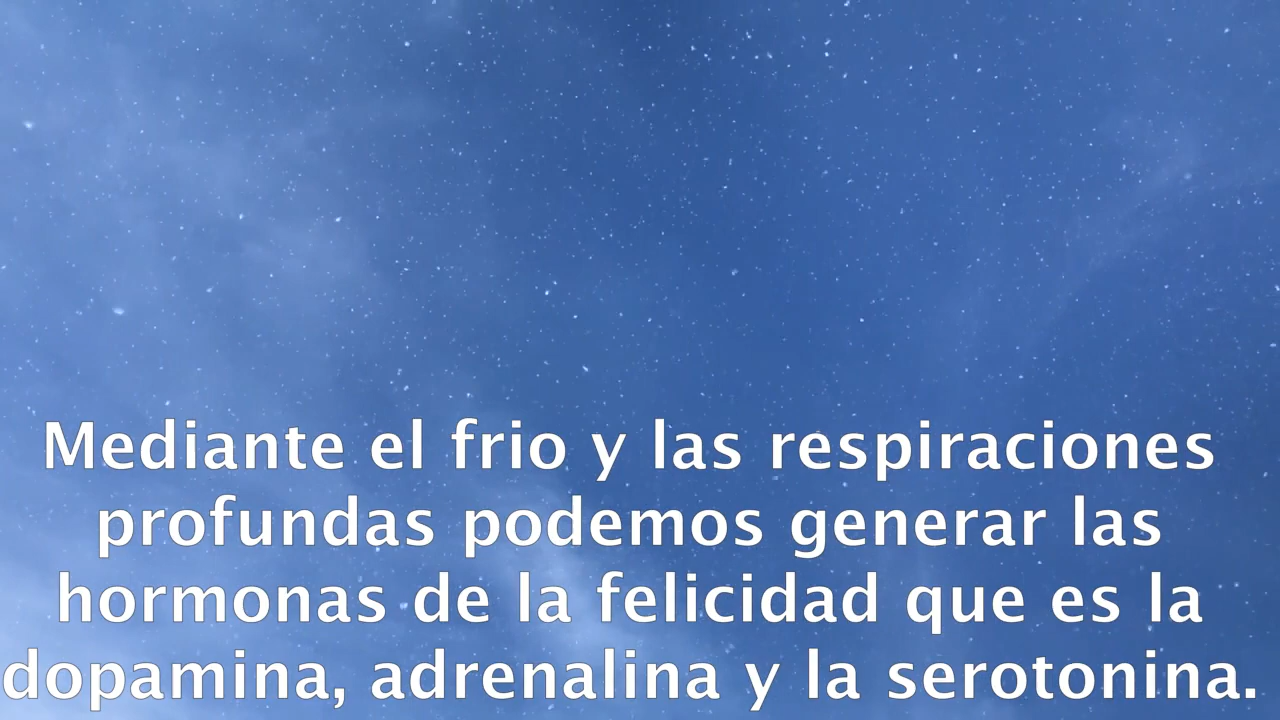 Mediante el frio y las respiraciones
profundas podemos generar las
hormonas de la felicidad que es la
dopamina, adrenalina y la serotonina.